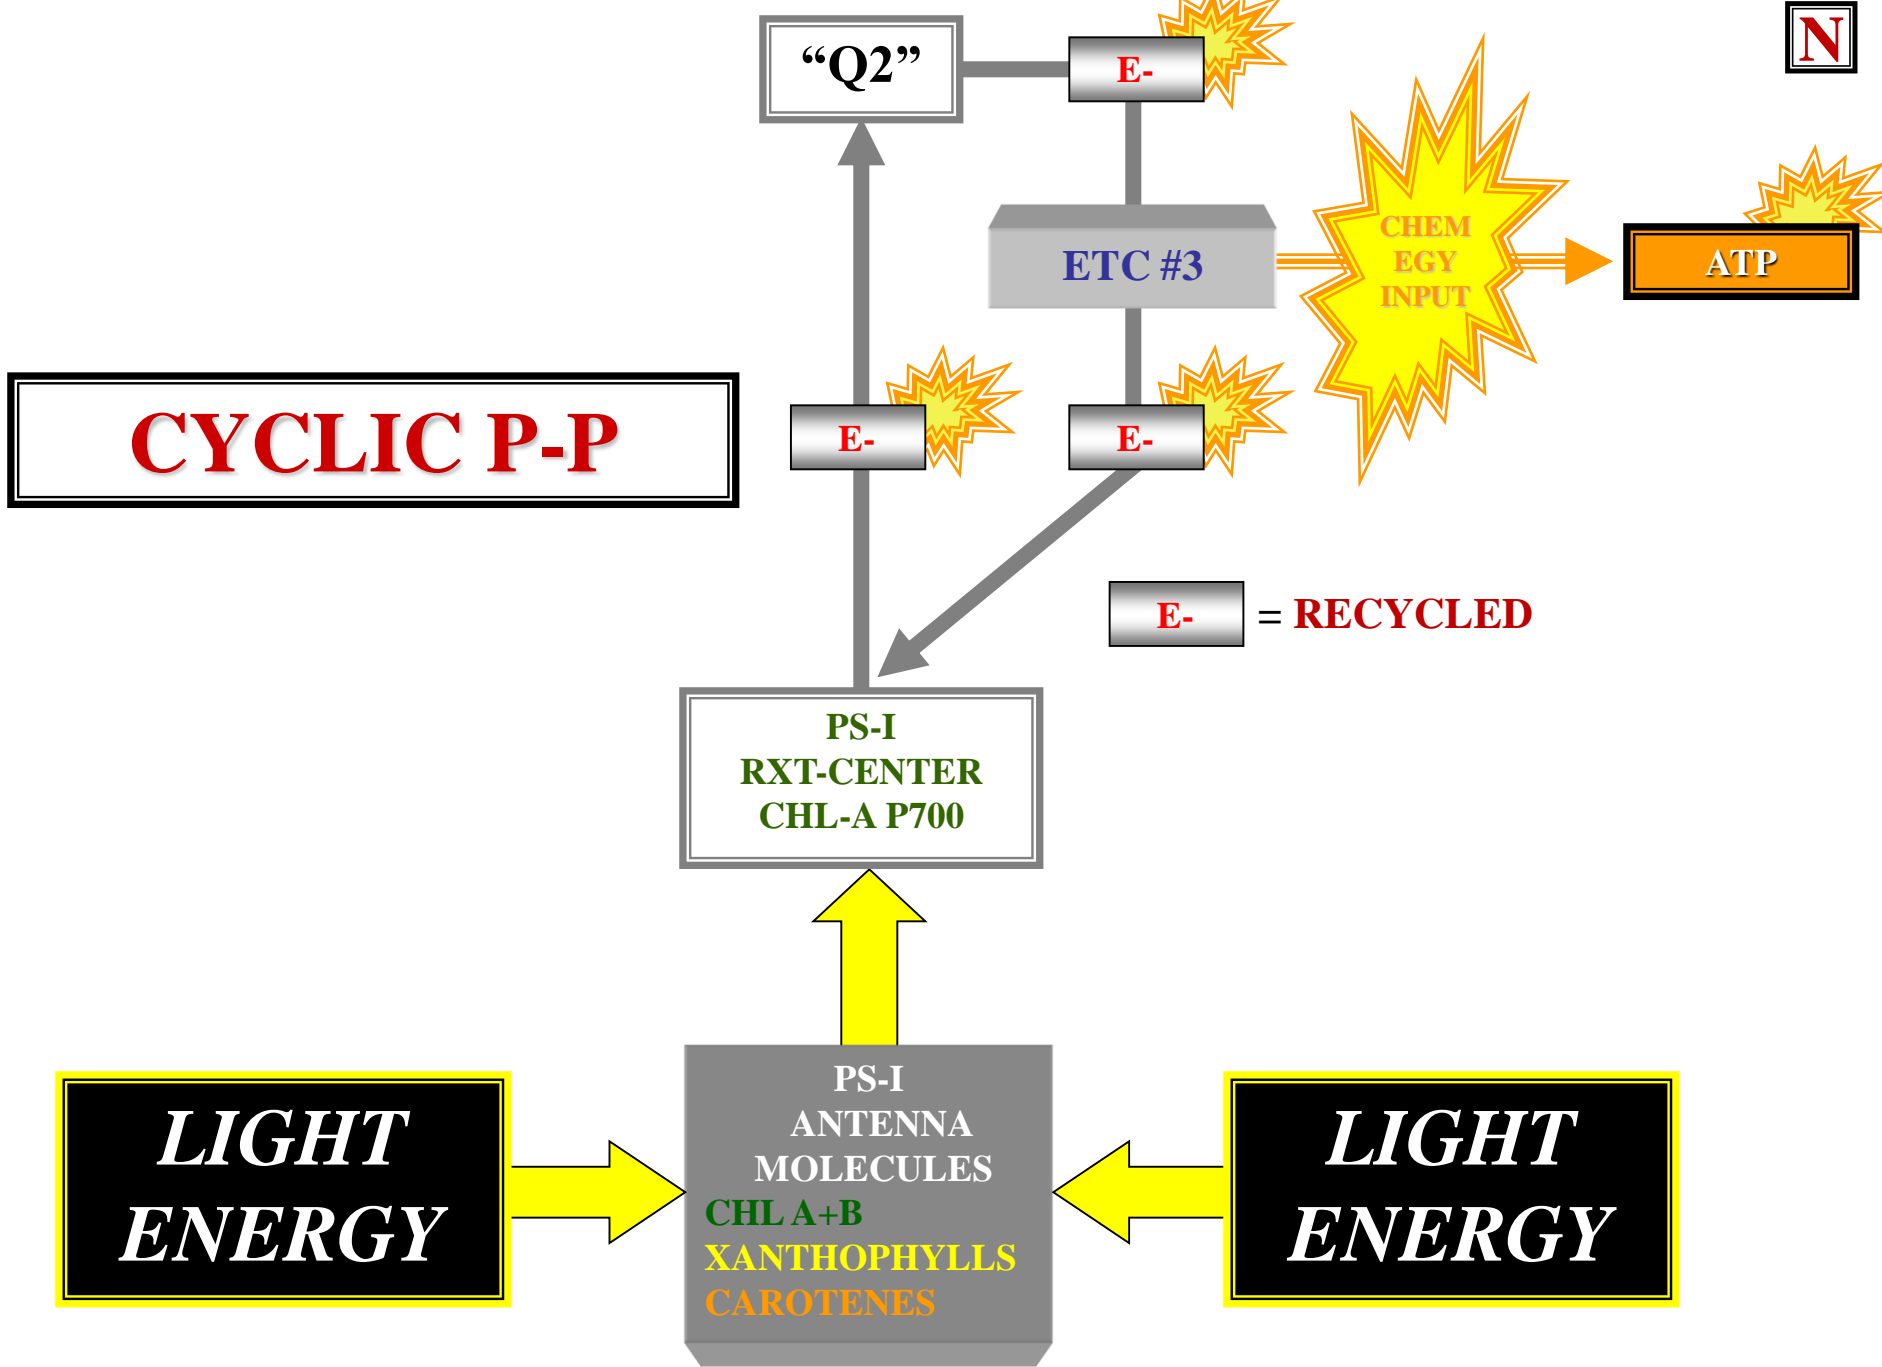 “Q2”
E-
N
CHEM
EGY
INPUT
ETC #3
ATP
CYCLIC P-P
E-
E-
E-
= RECYCLED
PS-I
RXT-CENTER
CHL-A P700
PS-I
ANTENNA
MOLECULES
CHL A+B
XANTHOPHYLLS
CAROTENES
LIGHT
ENERGY
LIGHT
ENERGY